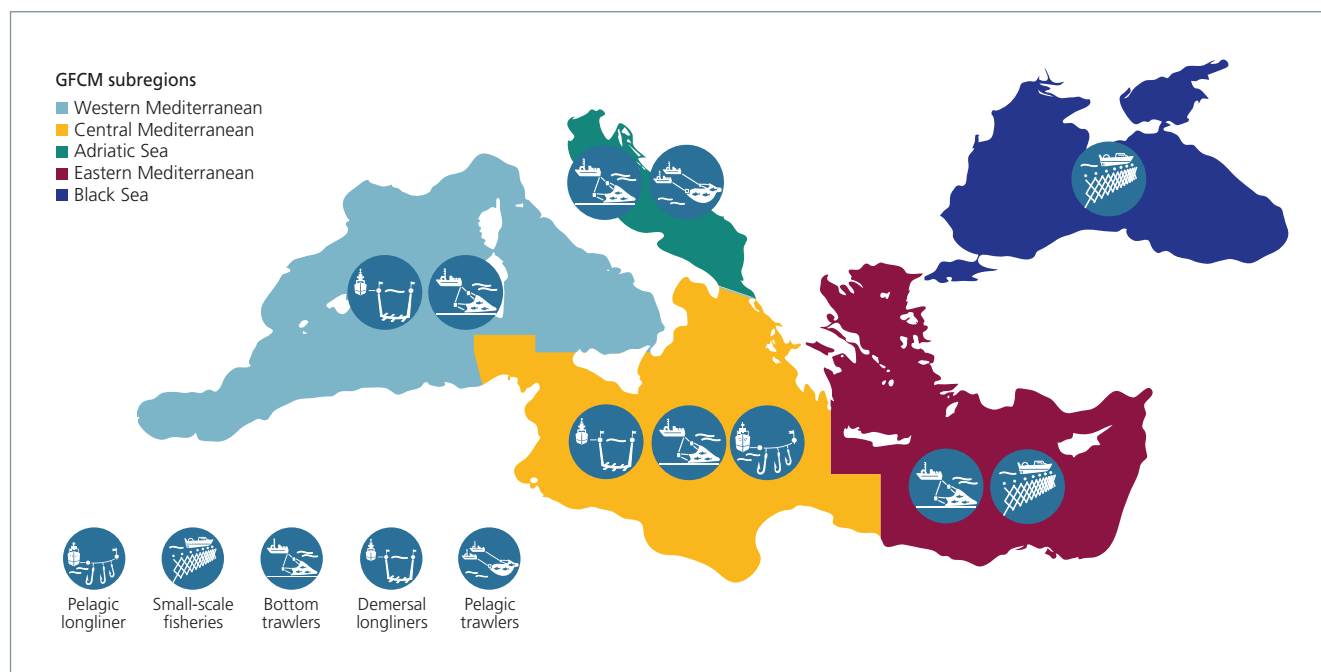 GFCM subregions
Western Mediterranean
Central Mediterranean
Adriatic Sea
Eastern Mediterranean
Black Sea
Pelagic
longliner
Small-scale
fisheries
Bottom
trawlers
Demersal
longliners
Pelagic
trawlers